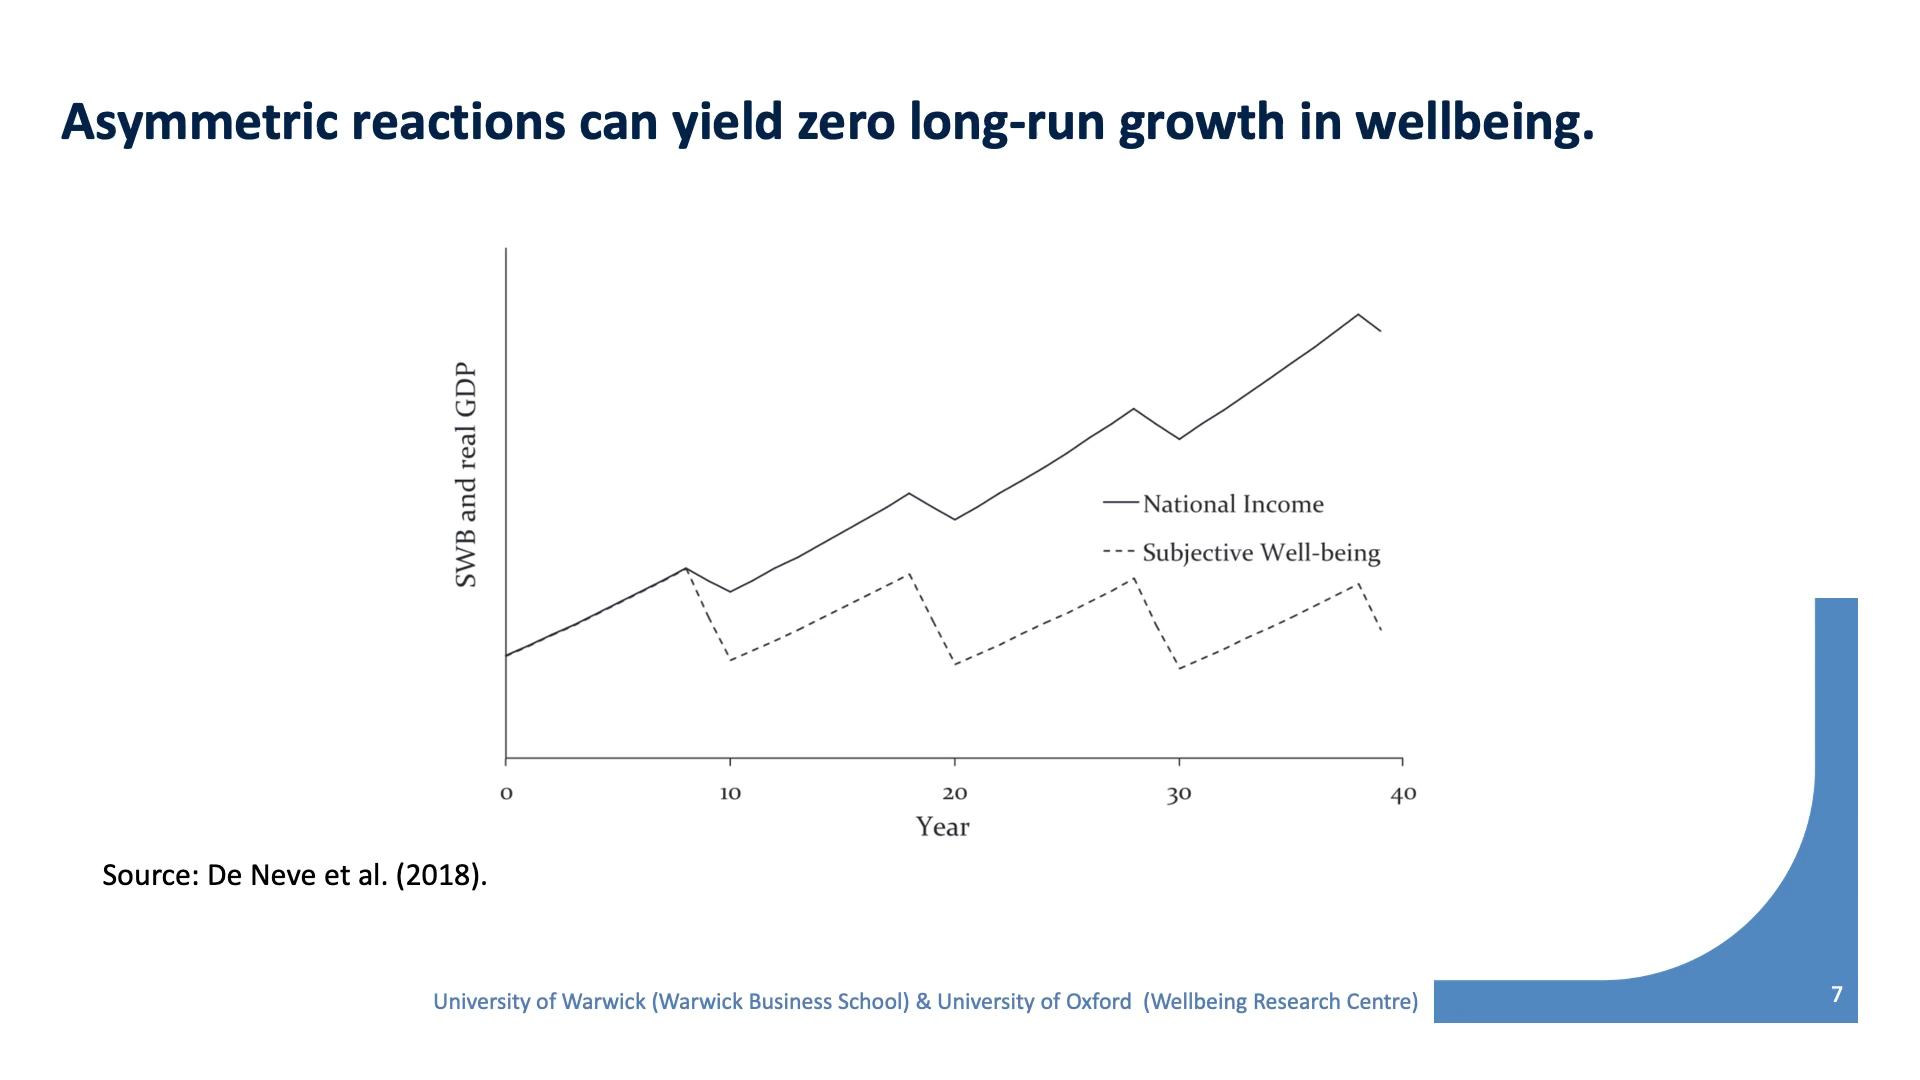 Asymmetric reactions can yield zero long-run growth in wellbeing.
SWB and real GDP
National Income
Subjective Well-being
0 10 20 30 40
Year
Source: De Neve et al. (2018).
University of Warwick (Warwick Business School) & University of Oxford (Wellbeing Research Centre)
7